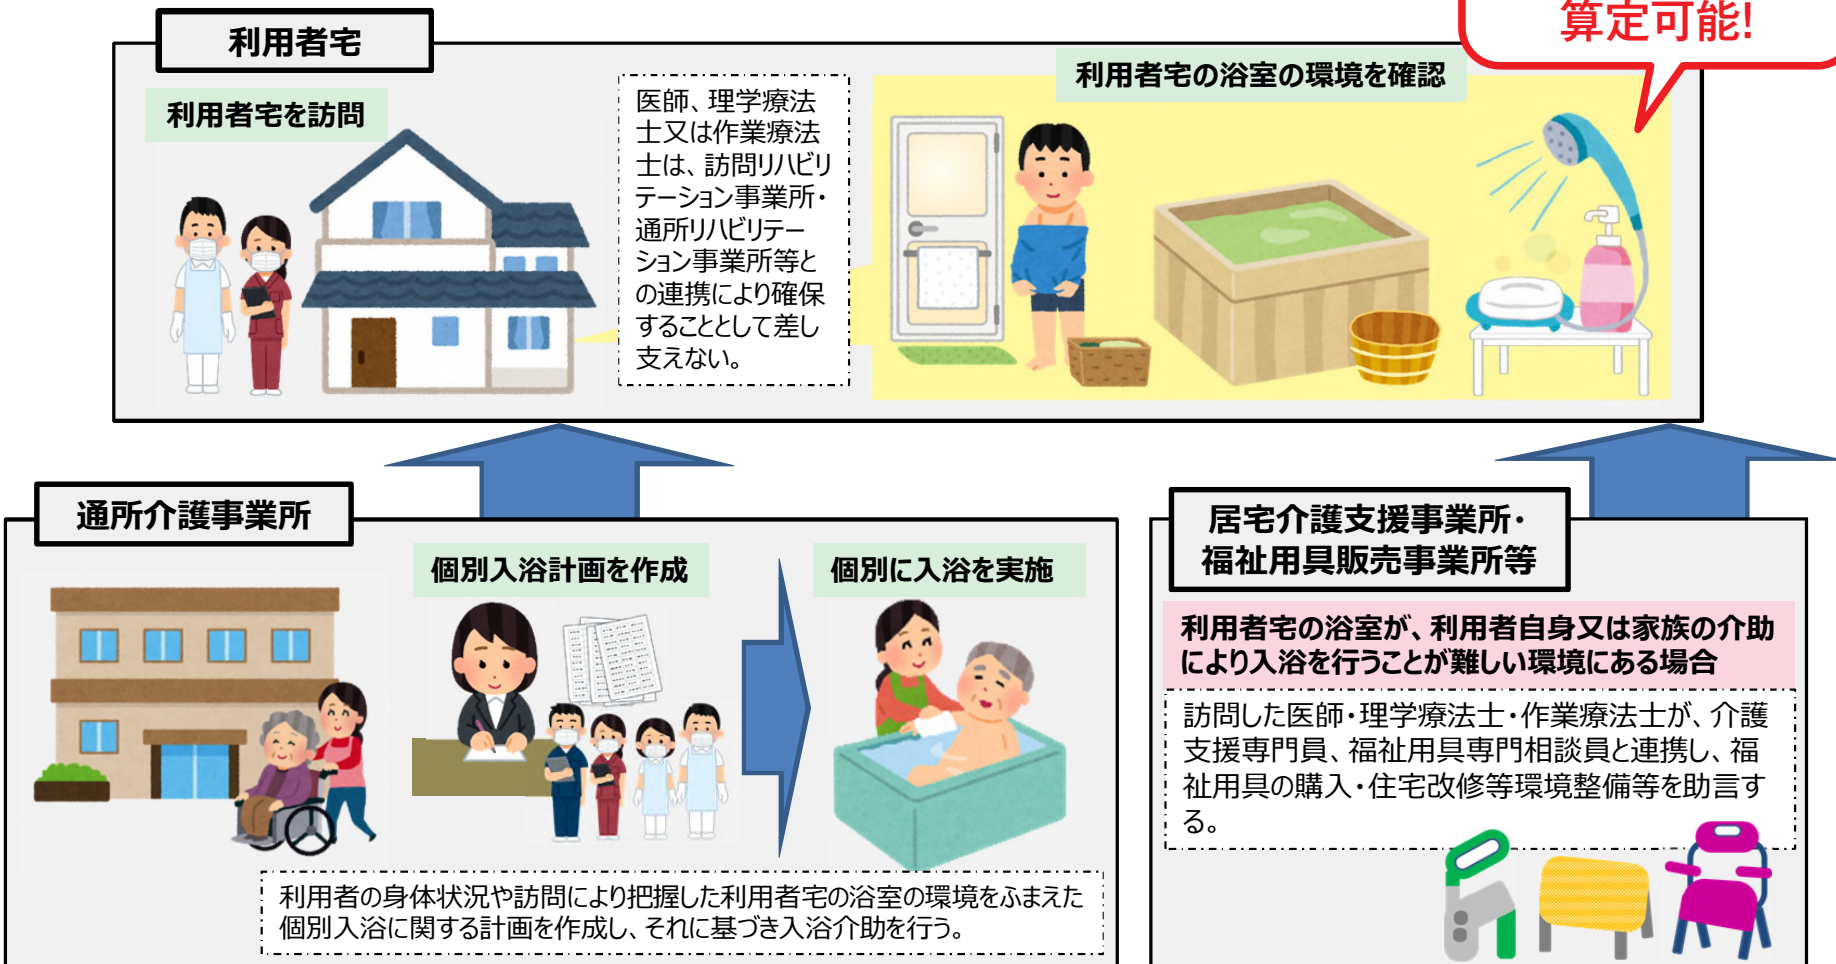 算定可能!
利用者宅
利用者宅を訪問
医師、理学療法
士又は作業療法
士は、訪問リハビリ
テーション事業所・
通所リハビリテー
ション事業所等と
の連携により確保
することとして差し
支えない。
利用者宅の浴室の環境を確認
通所介護事業所
個別入浴計画を作成
個別に入浴を実施
利用者の身体状況や訪問により把握した利用者宅の浴室の環境をふまえた
個別入浴に関する計画を作成し、それに基づき入浴介助を行う。
居宅介護支援事業所・
福祉用具販売事業所等
利用者宅の浴室が、利用者自身又は家族の介助
により入浴を行うことが難しい環境にある場合
訪問した医師・理学療法士・作業療法士が、介護
支援専門員、福祉用具専門相談員と連携し、福
祉用具の購入・住宅改修等環境整備等を助言す
る。